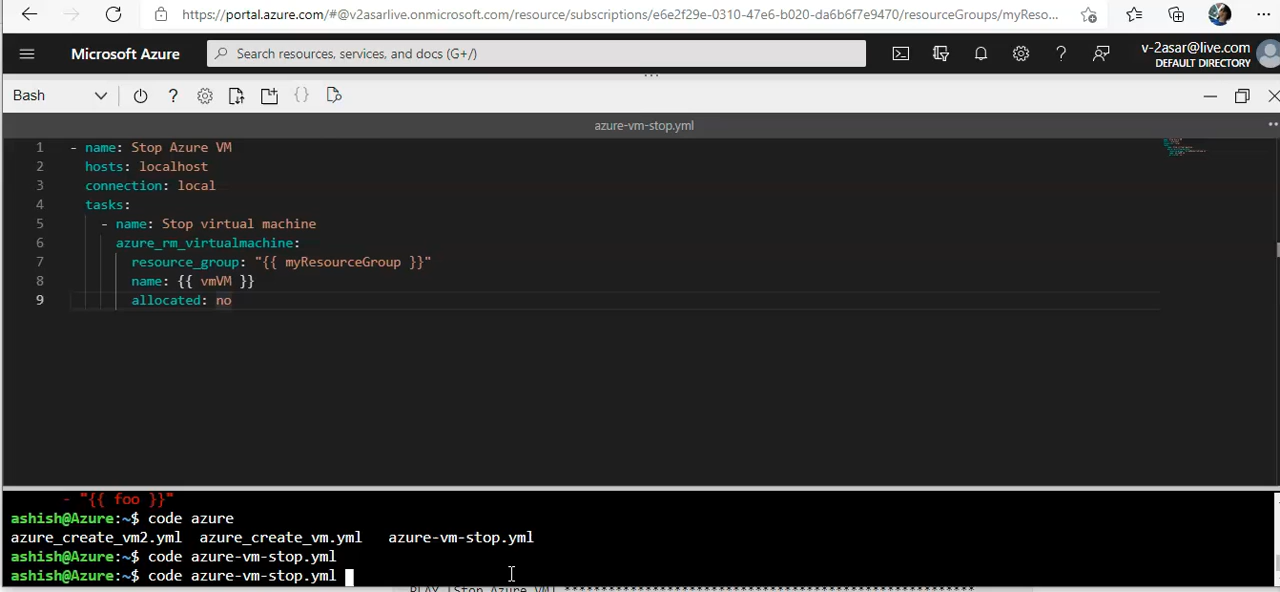 https://portal.azure.com/#@v2asarlive.onmicrosoft.com/resource/subscriptions/e6e2f29e-0310-47e6-b020-da6b6f7e9470/resourceGroups/myReso...
Microsoft Azure
Search resources, services, and docs (G+/)
v-2asar@live.com
DEFAULT DIRECTORY
Bash
azure-vm-stop.yml
1 - name: Stop Azure VM
2 hosts: localhost
3 connection: local
4 tasks:
5 - name: Stop virtual machine
6 azure_rm_virtualmachine:
7 resource_group: "{{ myResourceGroup }}"
8 name: {{ vmVM }}
9 allocated: no
- "{{ foo }}"
ashish@Azure:~$ code azure
azure_create_vm2.yml azure_create_vm.yml azure-vm-stop.yml
ashish@Azure:~$ code azure-vm-stop.yml
ashish@Azure:~$ code azure-vm-stop.yml